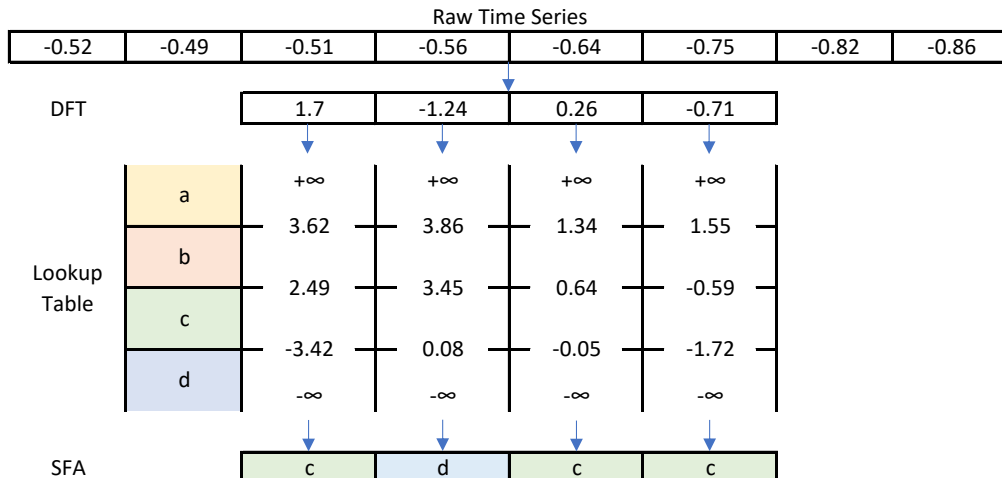 Raw Time Series
-0.52 -0.49 -0.51 -0.56 -0.64 -0.75 -0.82 -0.86
DFT 1.7 -1.24 0.26 -0.71
+∞ +∞ +∞ +∞
a
3.62 3.86 1.34 1.55
b
Lookup
Table
2.49 3.45 0.64 -0.59
c
-3.42 0.08 -0.05 -1.72
d
-∞ -∞ -∞ -∞
SFA c d c c